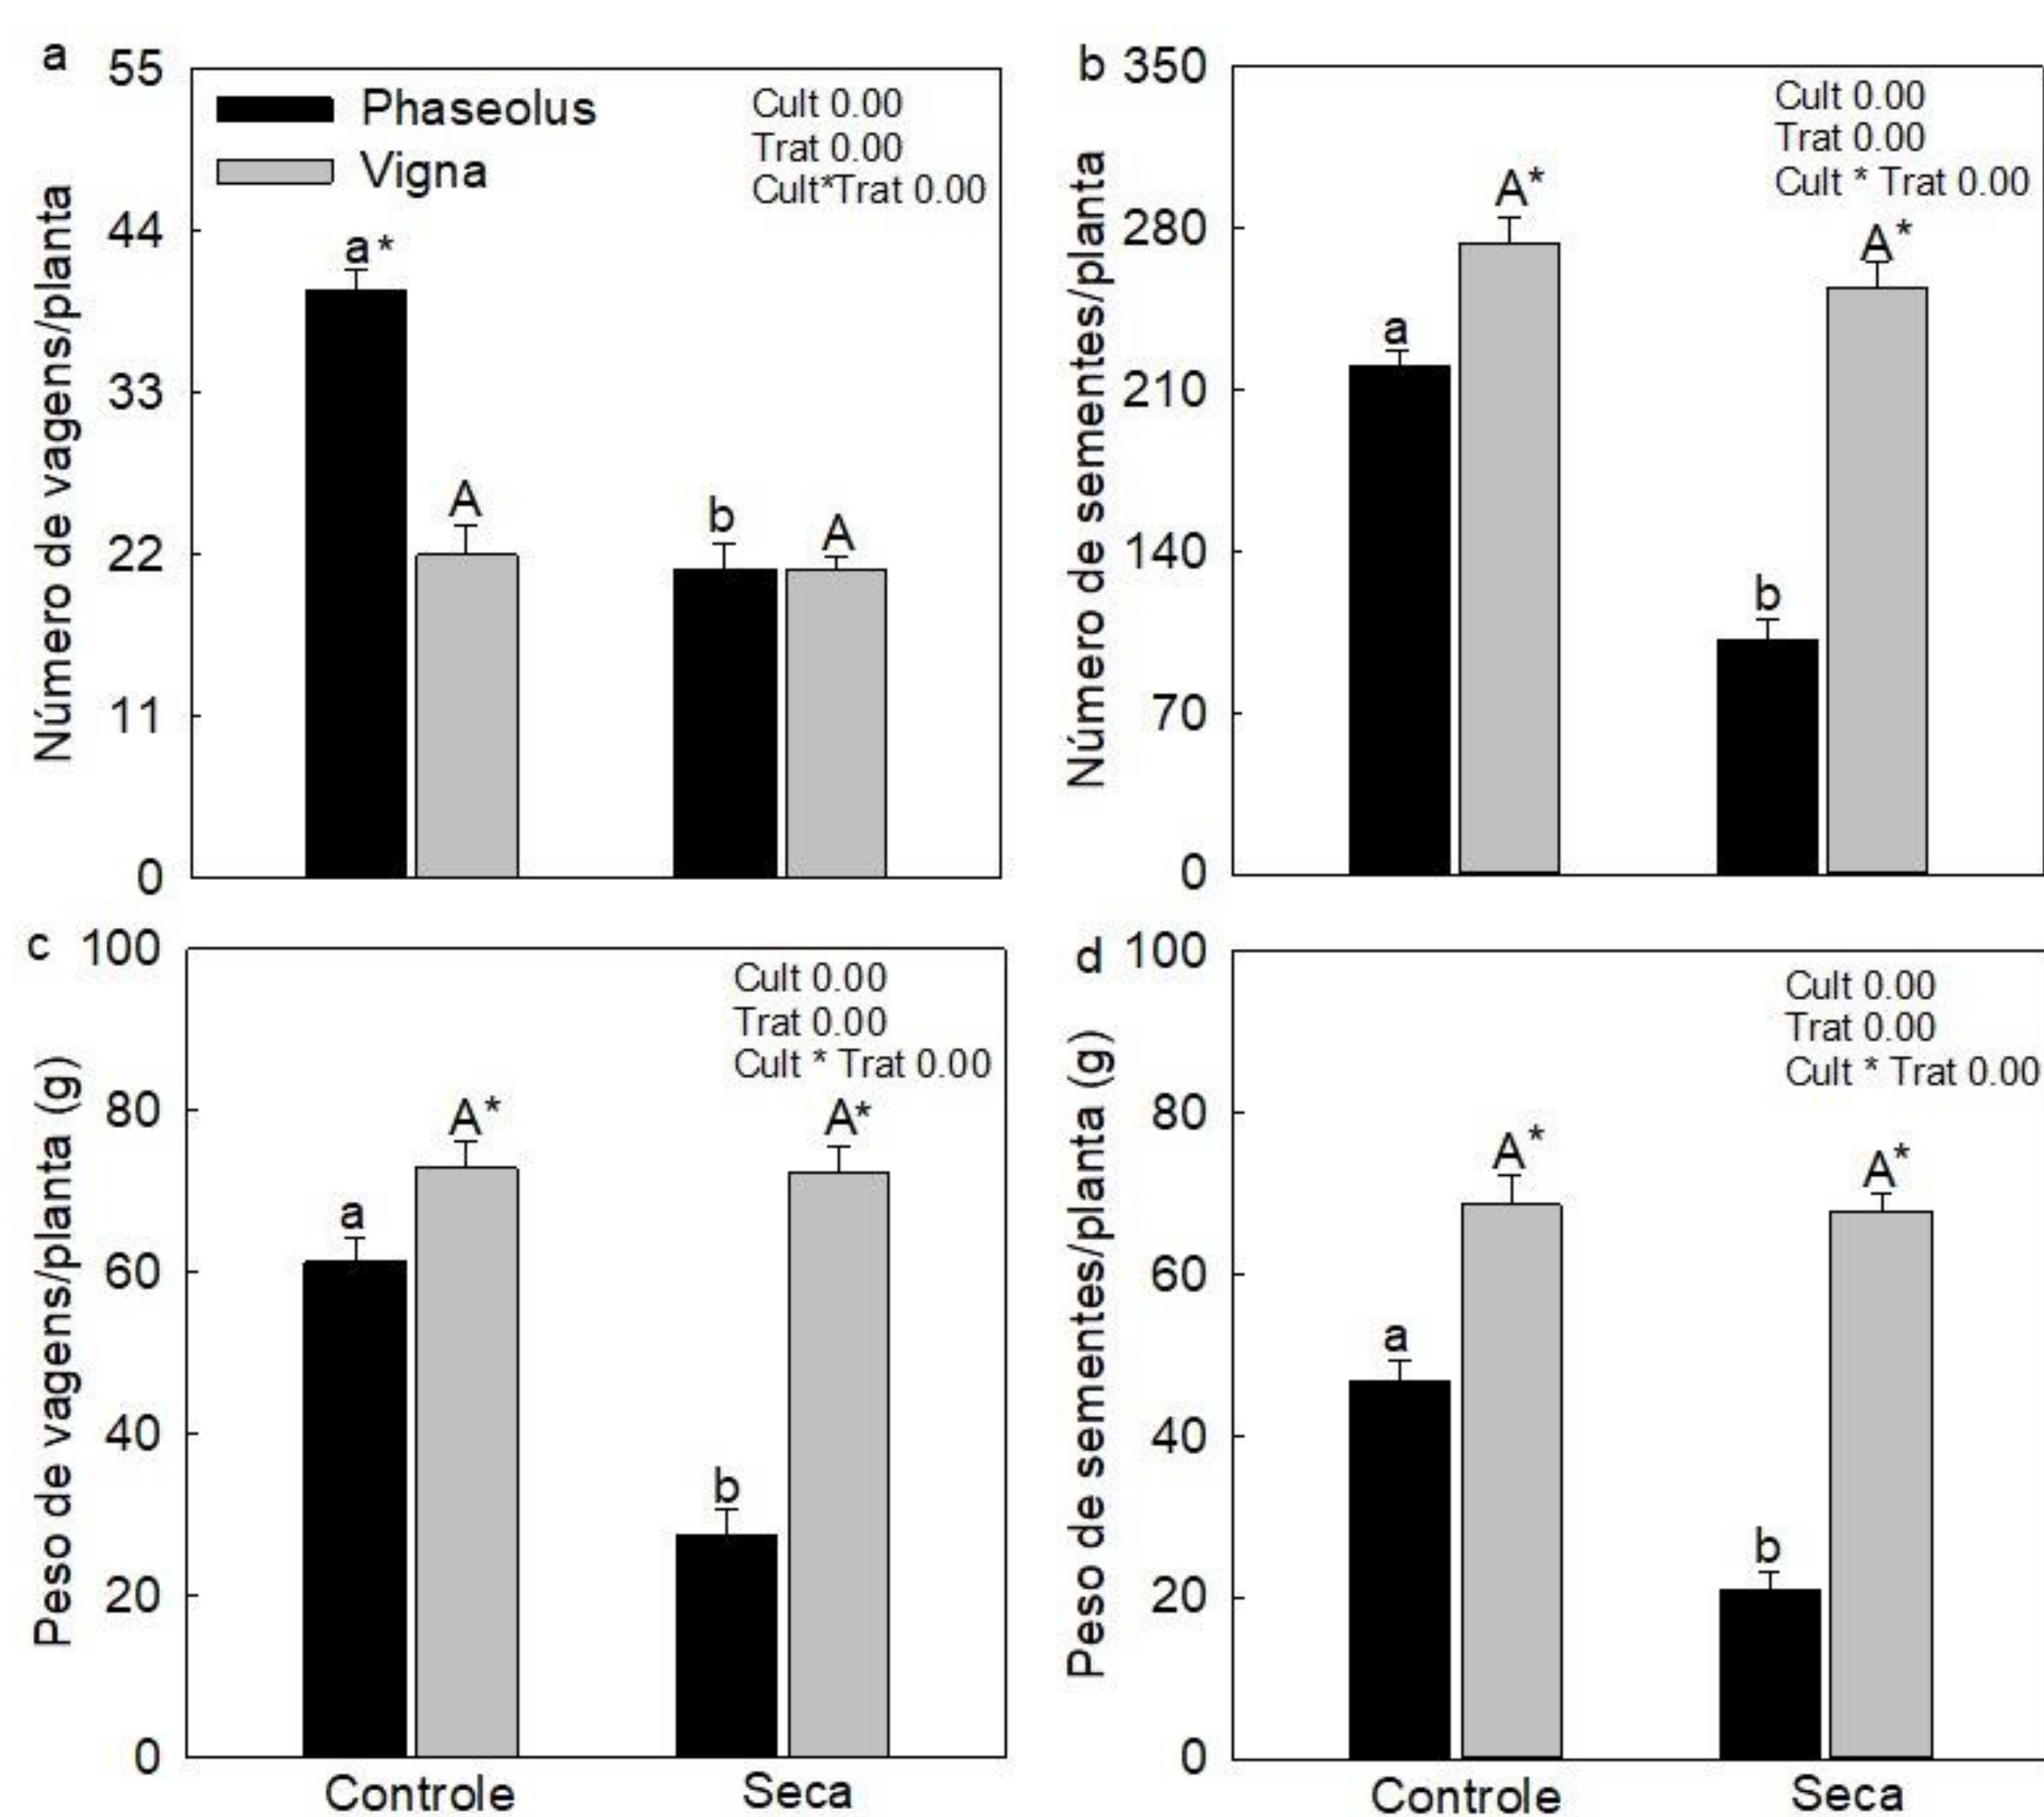 a
55
44
33
22
11
0
Número de vagens/planta
Phaseolus
Vigna
Cult 0.00
Trat 0.00
Cult*Trat 0.00
a*
A
b
A
b
350
280
210
140
70
0
Número de sementes/planta
Cult 0.00
Trat 0.00
Cult * Trat 0.00
a
A*
b
A*
c
100
80
60
40
20
0
Peso de vagens/planta (g)
Cult 0.00
Trat 0.00
Cult * Trat 0.00
a
A*
b
A*
Controle
Seca
d
100
80
60
40
20
0
Peso de sementes/planta (g)
Cult 0.00
Trat 0.00
Cult * Trat 0.00
a
A*
b
A*
Controle
Seca